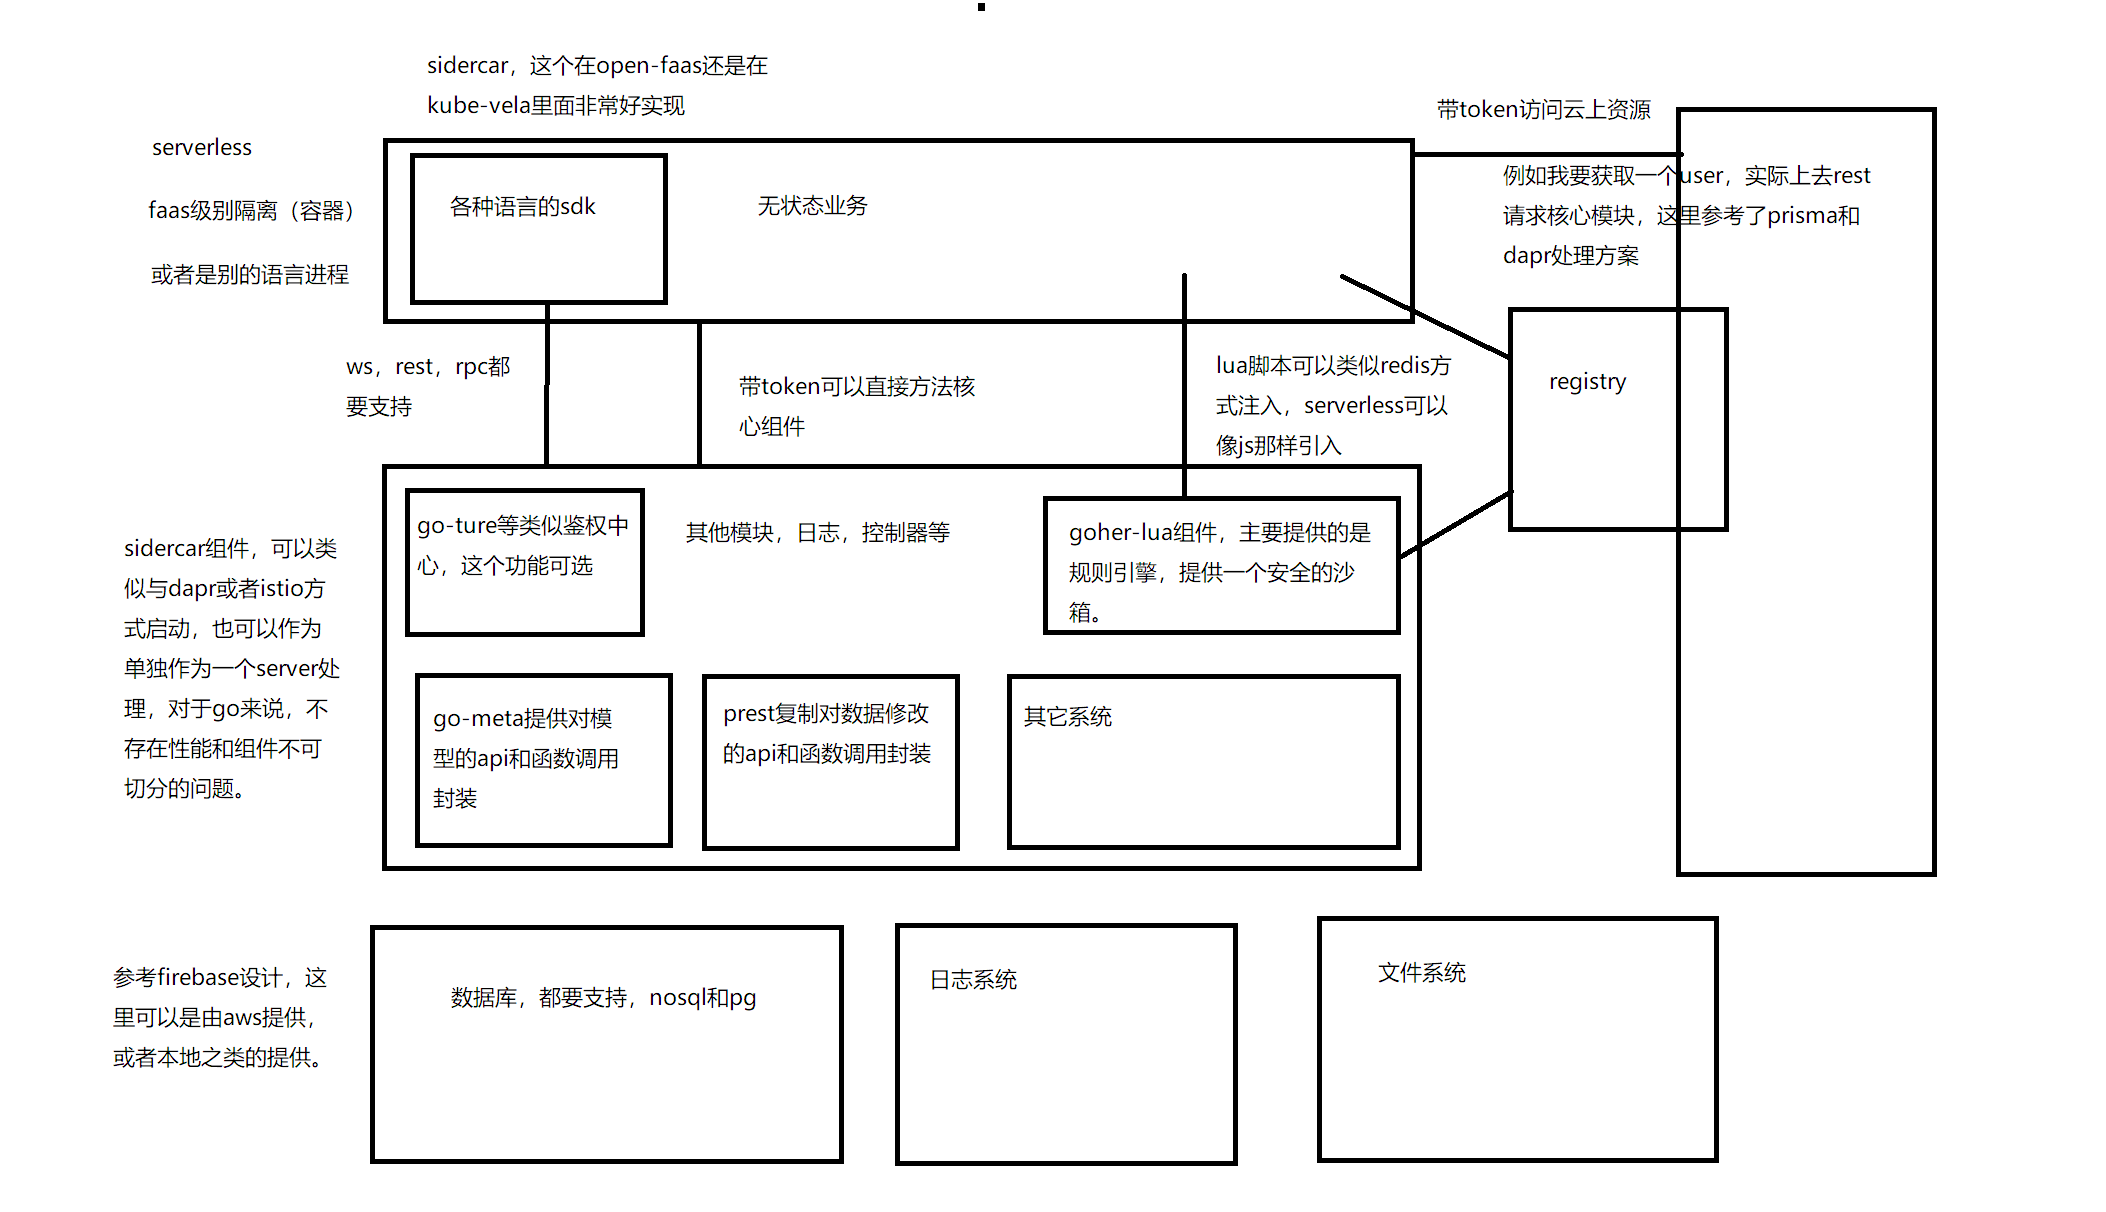 sidercar，这个在open-faas还是在
kube-vela里面非常好实现
带token访问云上资源
serverless
faas级别隔离（容器）
或者是别的语言进程
各种语言的sdk
无状态业务
例如我要获取一个user，实际上去rest
请求核心模块，这里参考了prisma和
dapr处理方案
ws，rest，rpc都
要支持
带token可以直接方法核
心组件
lua脚本可以类似redis方
式注入，serverless可以
像js那样引入
registry
sidercar组件，可以类
似与dapr或者istio方
式启动，也可以作为
单独作为一个server处
理，对于go来说，不
存在性能和组件不可
切分的问题。
go-ture等类似鉴权中
心，这个功能可选
其他模块，日志，控制器等
goher-lua组件，主要提供的是
规则引擎，提供一个安全的沙
箱。
go-meta提供对模
型的api和函数调用
封装
prest复制对数据修改
的api和函数调用封装
其它系统
参考firebase设计，这
里可以是由aws提供，
或者本地之类的提供。
数据库，都要支持，nosql和pg
日志系统
文件系统